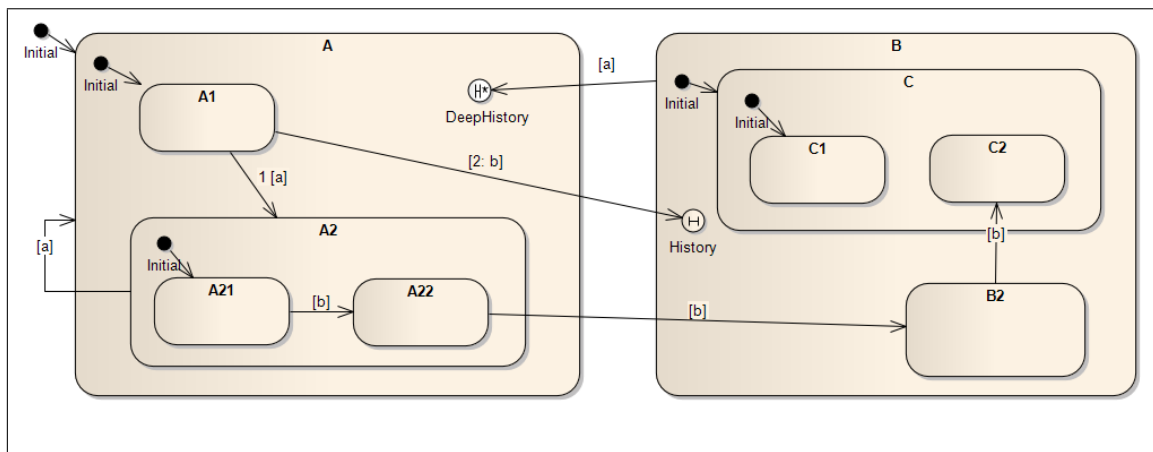 A
B
Initial
[a]
Initial
A1
H*
DeepHistory
Initial
C
Initial
C1
C2
[2: b]
1 [a]
H
History
A2
[a]
Initial
[b]
A21
[b]
A22
[b]
B2